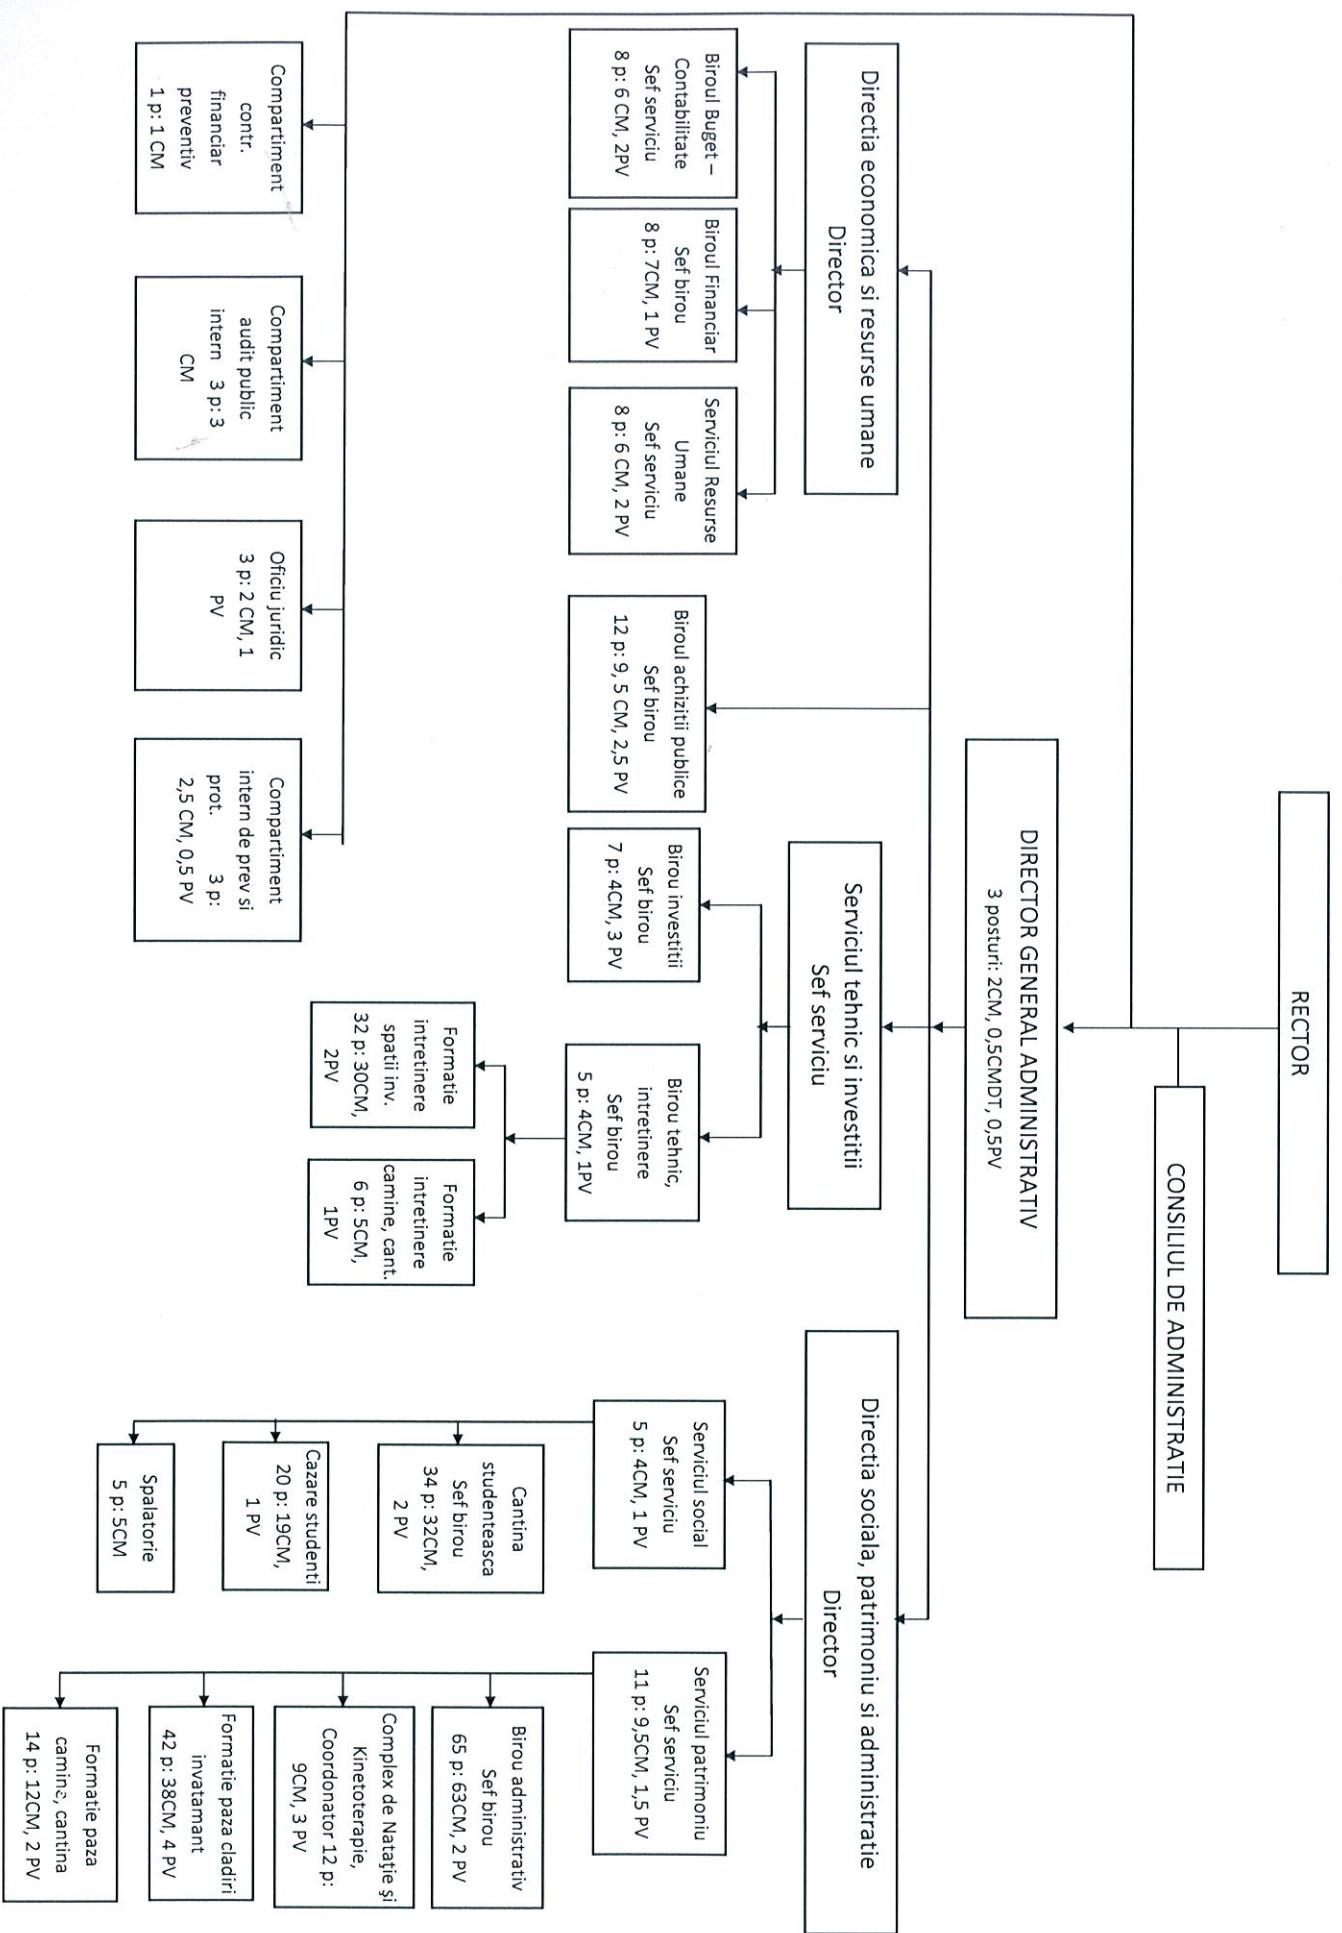 RECTOR
CONSILIUL DE ADMINISTRATIE
DIRECTOR GENERAL ADMINISTRATIV
3 posturi: 2CM, 0,5CMDT, 0,5PV
Directia economica si resurse umane
Director
Serviciul tehnic si investitii
Sef serviciu
Directia sociala, patrimoniu si administratie
Director
Biroul Buget –
Contabilitate
Sef serviciu
8 p: 6 CM, 2PV
Biroul Financiar
Sef birou
8 p: 7CM, 1 PV
Serviciul Resurse
Umane
Sef serviciu
8 p: 6 CM, 2 PV
Biroul achizitii publice
Sef birou
12 p: 9, 5 CM, 2,5 PV
Birou investitii
Sef birou
7 p: 4CM, 3 PV
Birou tehnic,
intretinere
Sef birou
5 p: 4CM, 1PV
Formatie
intretinere
spatii inv.
32 p: 30CM,
2PV
Formatie
intretinere
camine, cant.
6 p: 5CM,
1PV
Serviciul social
Sef serviciu
5 p: 4CM, 1 PV
Cantina
studenteasca
Sef birou
34 p: 32CM,
2 PV
Cazare studenti
20 p: 19CM,
1 PV
Spalatorie
5 p: 5CM
Serviciul patrimoniu
Sef serviciu
11 p: 9,5CM, 1,5 PV
Birou administrativ
Sef birou
65 p: 63CM, 2 PV
Complex de Natație și
Kinetoterapie,
Coordonator 12 p:
9CM, 3 PV
Formatie paza cladiri
invatamant
42 p: 38CM, 4 PV
Formatie paza
camine, cantina
14 p: 12CM, 2 PV
Compartiment
contr.
financiar
preventiv
1 p: 1 CM
Compartiment
audit public
intern 3 p: 3
CM
Oficiu juridic
3 p: 2 CM, 1
PV
Compartiment
intern de prev si
prot. 3 p:
2,5 CM, 0,5 PV